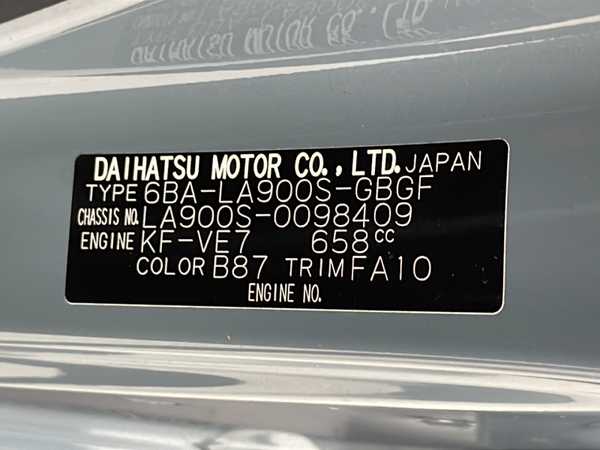 DAIHATSU MOTOR CO., LTD. JAPAN
TYPE 6BA-LA900S-GBGF
CHASSIS NO. LA900S-0098409
ENGINE KF-VE7 658cc
COLOR B87 TRIM FA10
ENGINE NO.